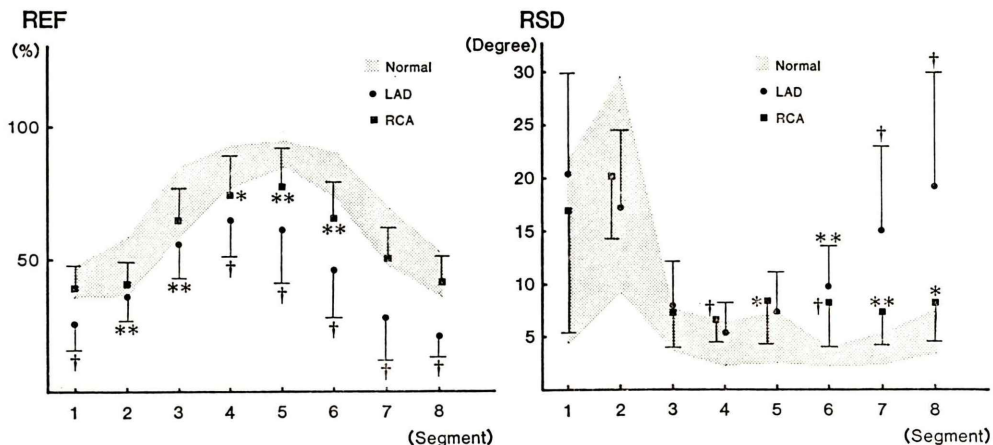 REF
(%)
Normal
LAD
RCA
100
50
*
**
**
**
**
†
†
†
†
†
†
1 2 3 4 5 6 7 8
(Segment)
RSD
(Degree)
Normal
LAD
RCA
30
25
20
15
10
5
†
†
**
†
*
†
**
*
1 2 3 4 5 6 7 8
(Segment)